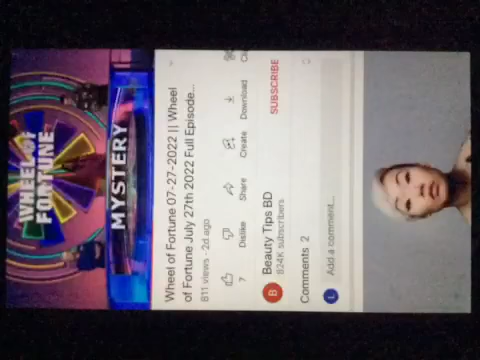 WHEEL OF
FORTUNE
MYSTERY
Wheel of Fortune 07-27-2022 || Wheel
of Fortune July 27th 2022 Full Episode...
811 views · 2d ago
7 Dislike Share Create Download
B Beauty Tips BD
824K subscribers
SUBSCRIBE
Comments 2
L Add a comment...